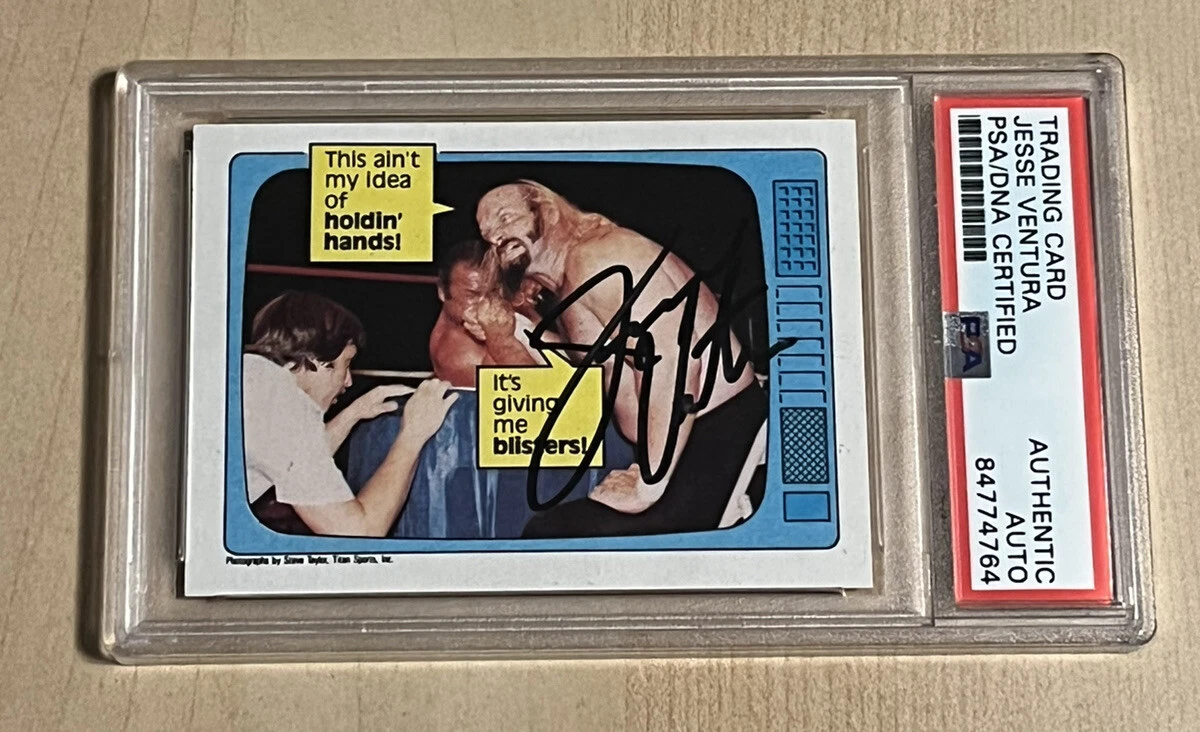 This ain't
my idea
of
holdin'
hands!
It's
giving
me
blisters!
Photographs by Steve Taylor, Titan Sports, Inc.
TRADING CARD
JESSE VENTURA
PSA/DNA CERTIFIED
PSA
AUTHENTIC
AUTO
84774764